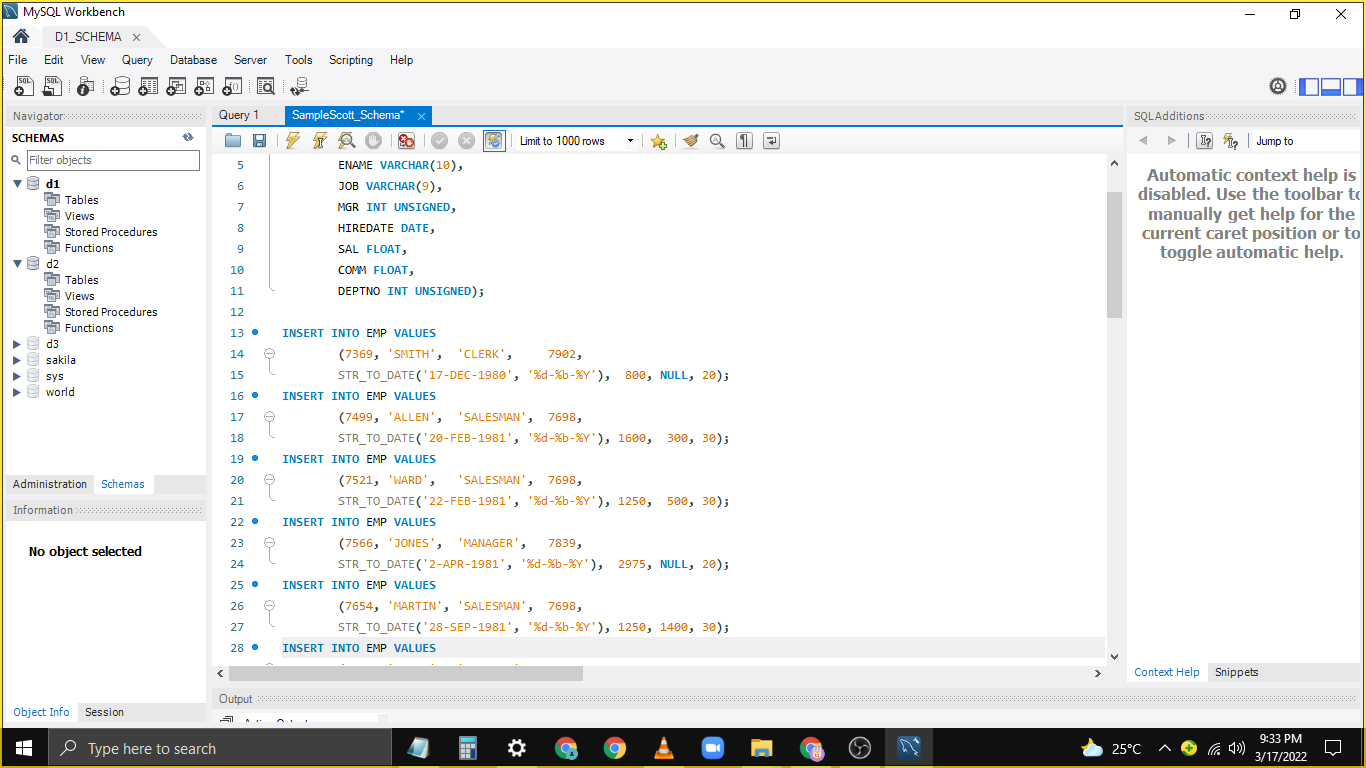 MySQL Workbench
D1_SCHEMA
File Edit View Query Database Server Tools Scripting Help
Navigator
SCHEMAS
Filter objects
d1
Tables
Views
Stored Procedures
Functions
d2
Tables
Views
Stored Procedures
Functions
d3
sakila
sys
world
Administration Schemas
Information
No object selected
Object Info Session
Query 1 SampleScott_Schema*
Limit to 1000 rows
5 ENAME VARCHAR(10),
6 JOB VARCHAR(9),
7 MGR INT UNSIGNED,
8 HIREDATE DATE,
9 SAL FLOAT,
10 COMM FLOAT,
11 DEPTNO INT UNSIGNED);
12
13 INSERT INTO EMP VALUES
14 (7369, 'SMITH', 'CLERK', 7902,
15 STR_TO_DATE('17-DEC-1980', '%d-%b-%Y'), 800, NULL, 20);
16 INSERT INTO EMP VALUES
17 (7499, 'ALLEN', 'SALESMAN', 7698,
18 STR_TO_DATE('20-FEB-1981', '%d-%b-%Y'), 1600, 300, 30);
19 INSERT INTO EMP VALUES
20 (7521, 'WARD', 'SALESMAN', 7698,
21 STR_TO_DATE('22-FEB-1981', '%d-%b-%Y'), 1250, 500, 30);
22 INSERT INTO EMP VALUES
23 (7566, 'JONES', 'MANAGER', 7839,
24 STR_TO_DATE('2-APR-1981', '%d-%b-%Y'), 2975, NULL, 20);
25 INSERT INTO EMP VALUES
26 (7654, 'MARTIN', 'SALESMAN', 7698,
27 STR_TO_DATE('28-SEP-1981', '%d-%b-%Y'), 1250, 1400, 30);
28 INSERT INTO EMP VALUES
Output
SQLAdditions
Jump to
Automatic context help is
disabled. Use the toolbar to
manually get help for the
current caret position or to
toggle automatic help.
Context Help Snippets
Type here to search
25°C
9:33 PM
3/17/2022